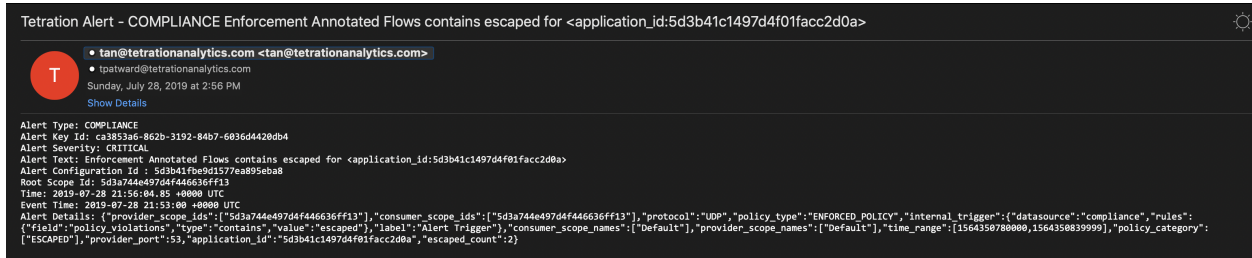 Tetration Alert - COMPLIANCE Enforcement Annotated Flows contains escaped for <application_id:5d3b41c1497d4f01facc2d0a>
T
• tan@tetrationanalytics.com <tan@tetrationanalytics.com>
• tpatward@tetrationanalytics.com
Sunday, July 28, 2019 at 2:56 PM
Show Details
Alert Type: COMPLIANCE
Alert Key Id: ca3853a6-862b-3192-84b7-6036d4420db4
Alert Severity: CRITICAL
Alert Text: Enforcement Annotated Flows contains escaped for <application_id:5d3b41c1497d4f01facc2d0a>
Alert Configuration Id : 5d3b41fbe9d1577ea895eba8
Root Scope Id: 5d3a744e497d4f446636ff13
Time: 2019-07-28 21:56:04.85 +0000 UTC
Event Time: 2019-07-28 21:53:00 +0000 UTC
Alert Details: {"provider_scope_ids":["5d3a744e497d4f446636ff13"],"consumer_scope_ids":["5d3a744e497d4f446636ff13"],"protocol":"UDP","policy_type":"ENFORCED_POLICY","internal_trigger":{"datasource":"compliance","rules":
{"field":"policy_violations","type":"contains","value":"escaped"},"label":"Alert Trigger"},"consumer_scope_names":["Default"],"provider_scope_names":["Default"],"time_range":[1564350780000,1564350839999],"policy_category":
["ESCAPED"],"provider_port":53,"application_id":"5d3b41c1497d4f01facc2d0a","escaped_count":2}